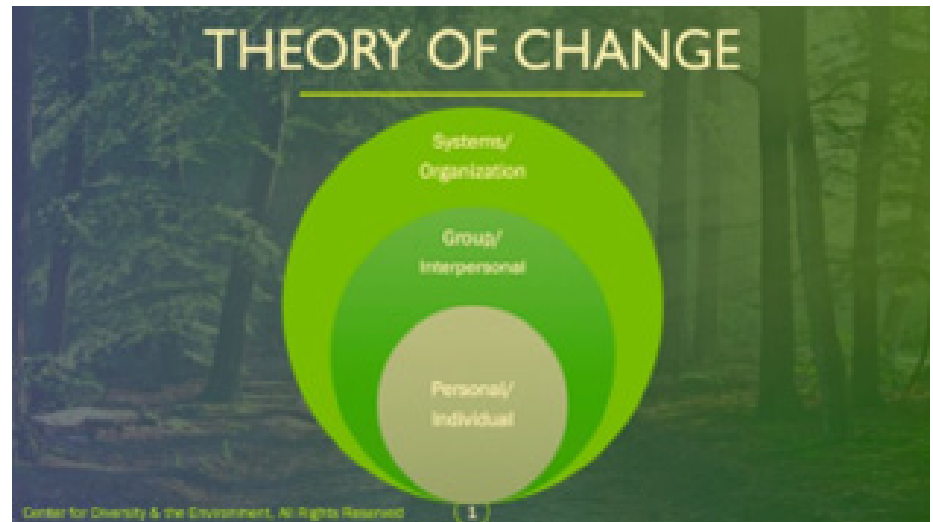 THEORY OF CHANGE
Systems/
Organization
Group/
Interpersonal
Personal/
Individual
Center for Diversity & the Environment, All Rights Reserved
1